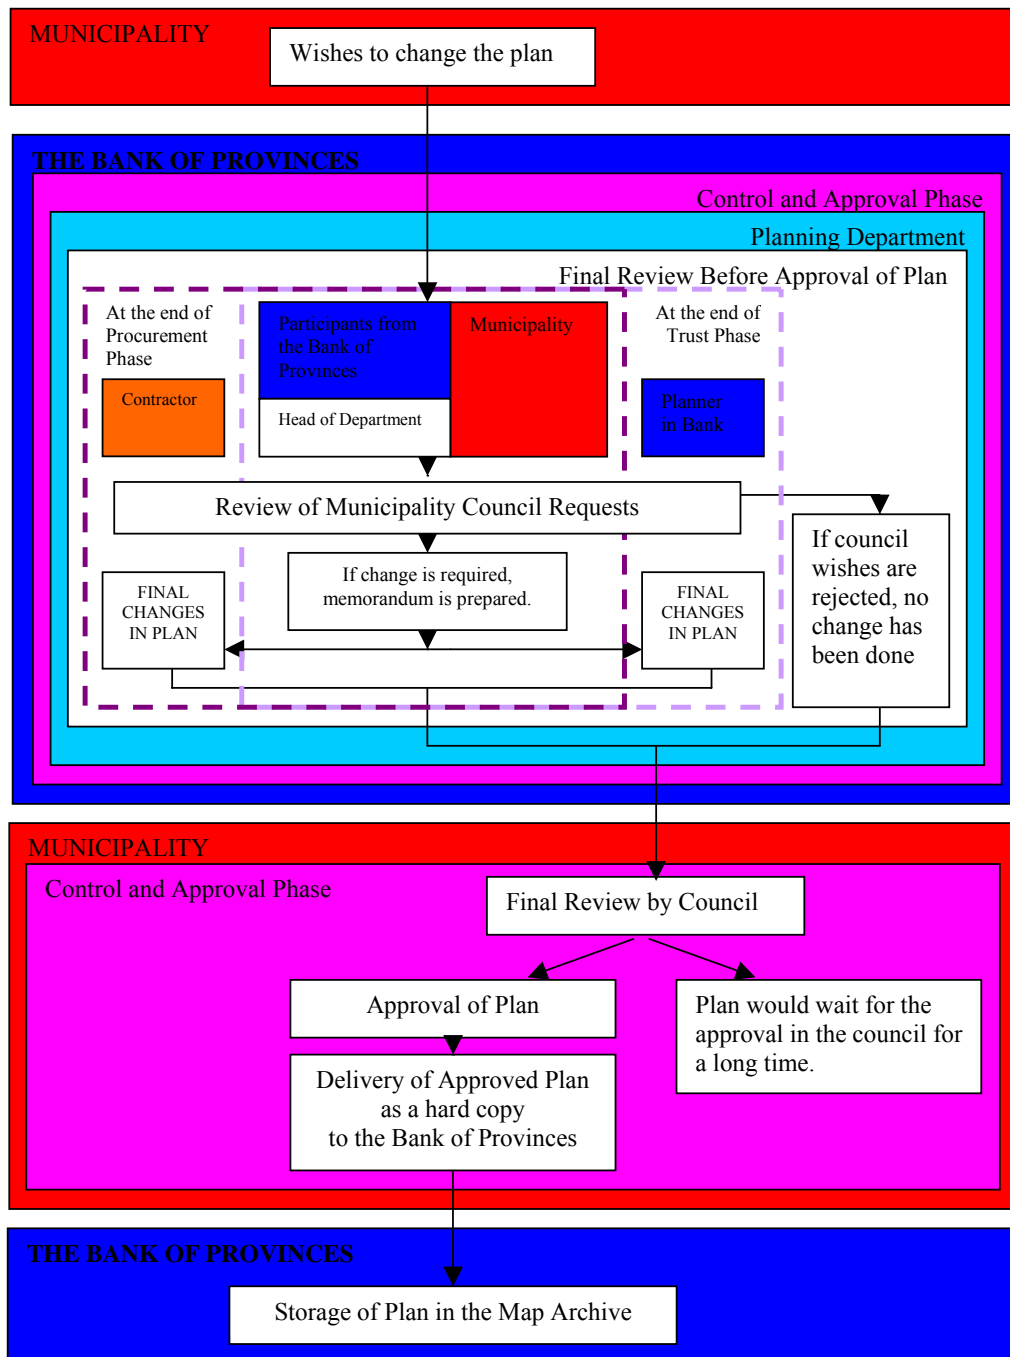 MUNICIPALITY
Wishes to change the plan
THE BANK OF PROVINCES
Control and Approval Phase
Planning Department
Final Review Before Approval of Plan
At the end of
Procurement
Phase
Participants from
the Bank of
Provinces
Municipality
At the end of
Trust Phase
Contractor
Head of Department
Planner
in Bank
Review of Municipality Council Requests
If council
wishes are
rejected, no
change has
been done
If change is required,
memorandum is prepared.
FINAL
CHANGES
IN PLAN
FINAL
CHANGES
IN PLAN
MUNICIPALITY
Control and Approval Phase
Final Review by Council
Approval of Plan
Plan would wait for the
approval in the council for
a long time.
Delivery of Approved Plan
as a hard copy
to the Bank of Provinces
THE BANK OF PROVINCES
Storage of Plan in the Map Archive